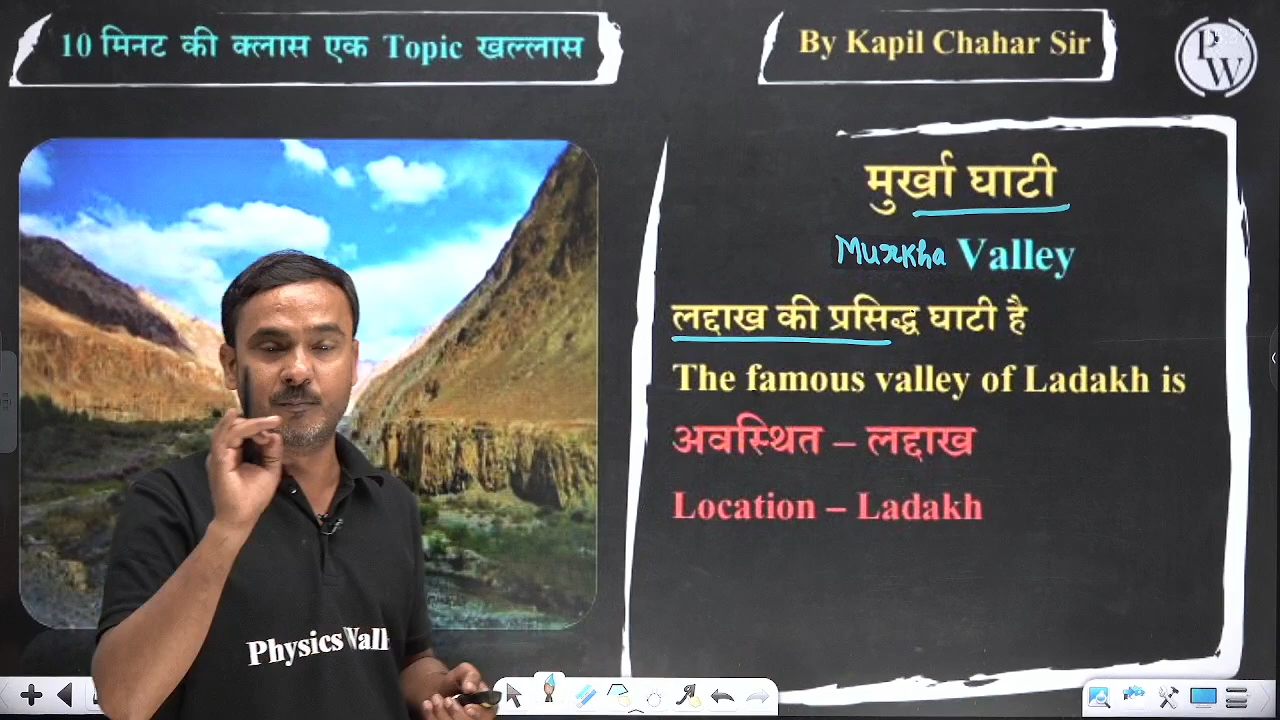 10 मिनट की क्लास एक Topic खल्लास
By Kapil Chahar Sir
PW
मुर्खा घाटी
Murkha Valley
लद्दाख की प्रसिद्ध घाटी है
The famous valley of Ladakh is
अवस्थित – लद्दाख
Location – Ladakh
Physics Wall